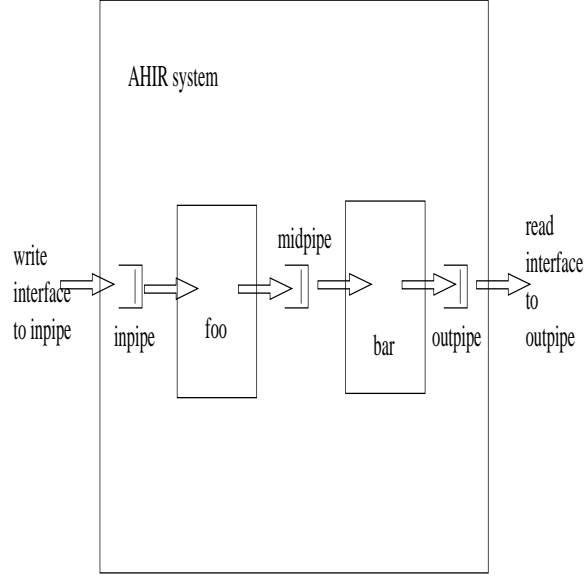 AHIR system
write
interface
to inpipe
inpipe
foo
midpipe
bar
outpipe
read
interface
to
outpipe